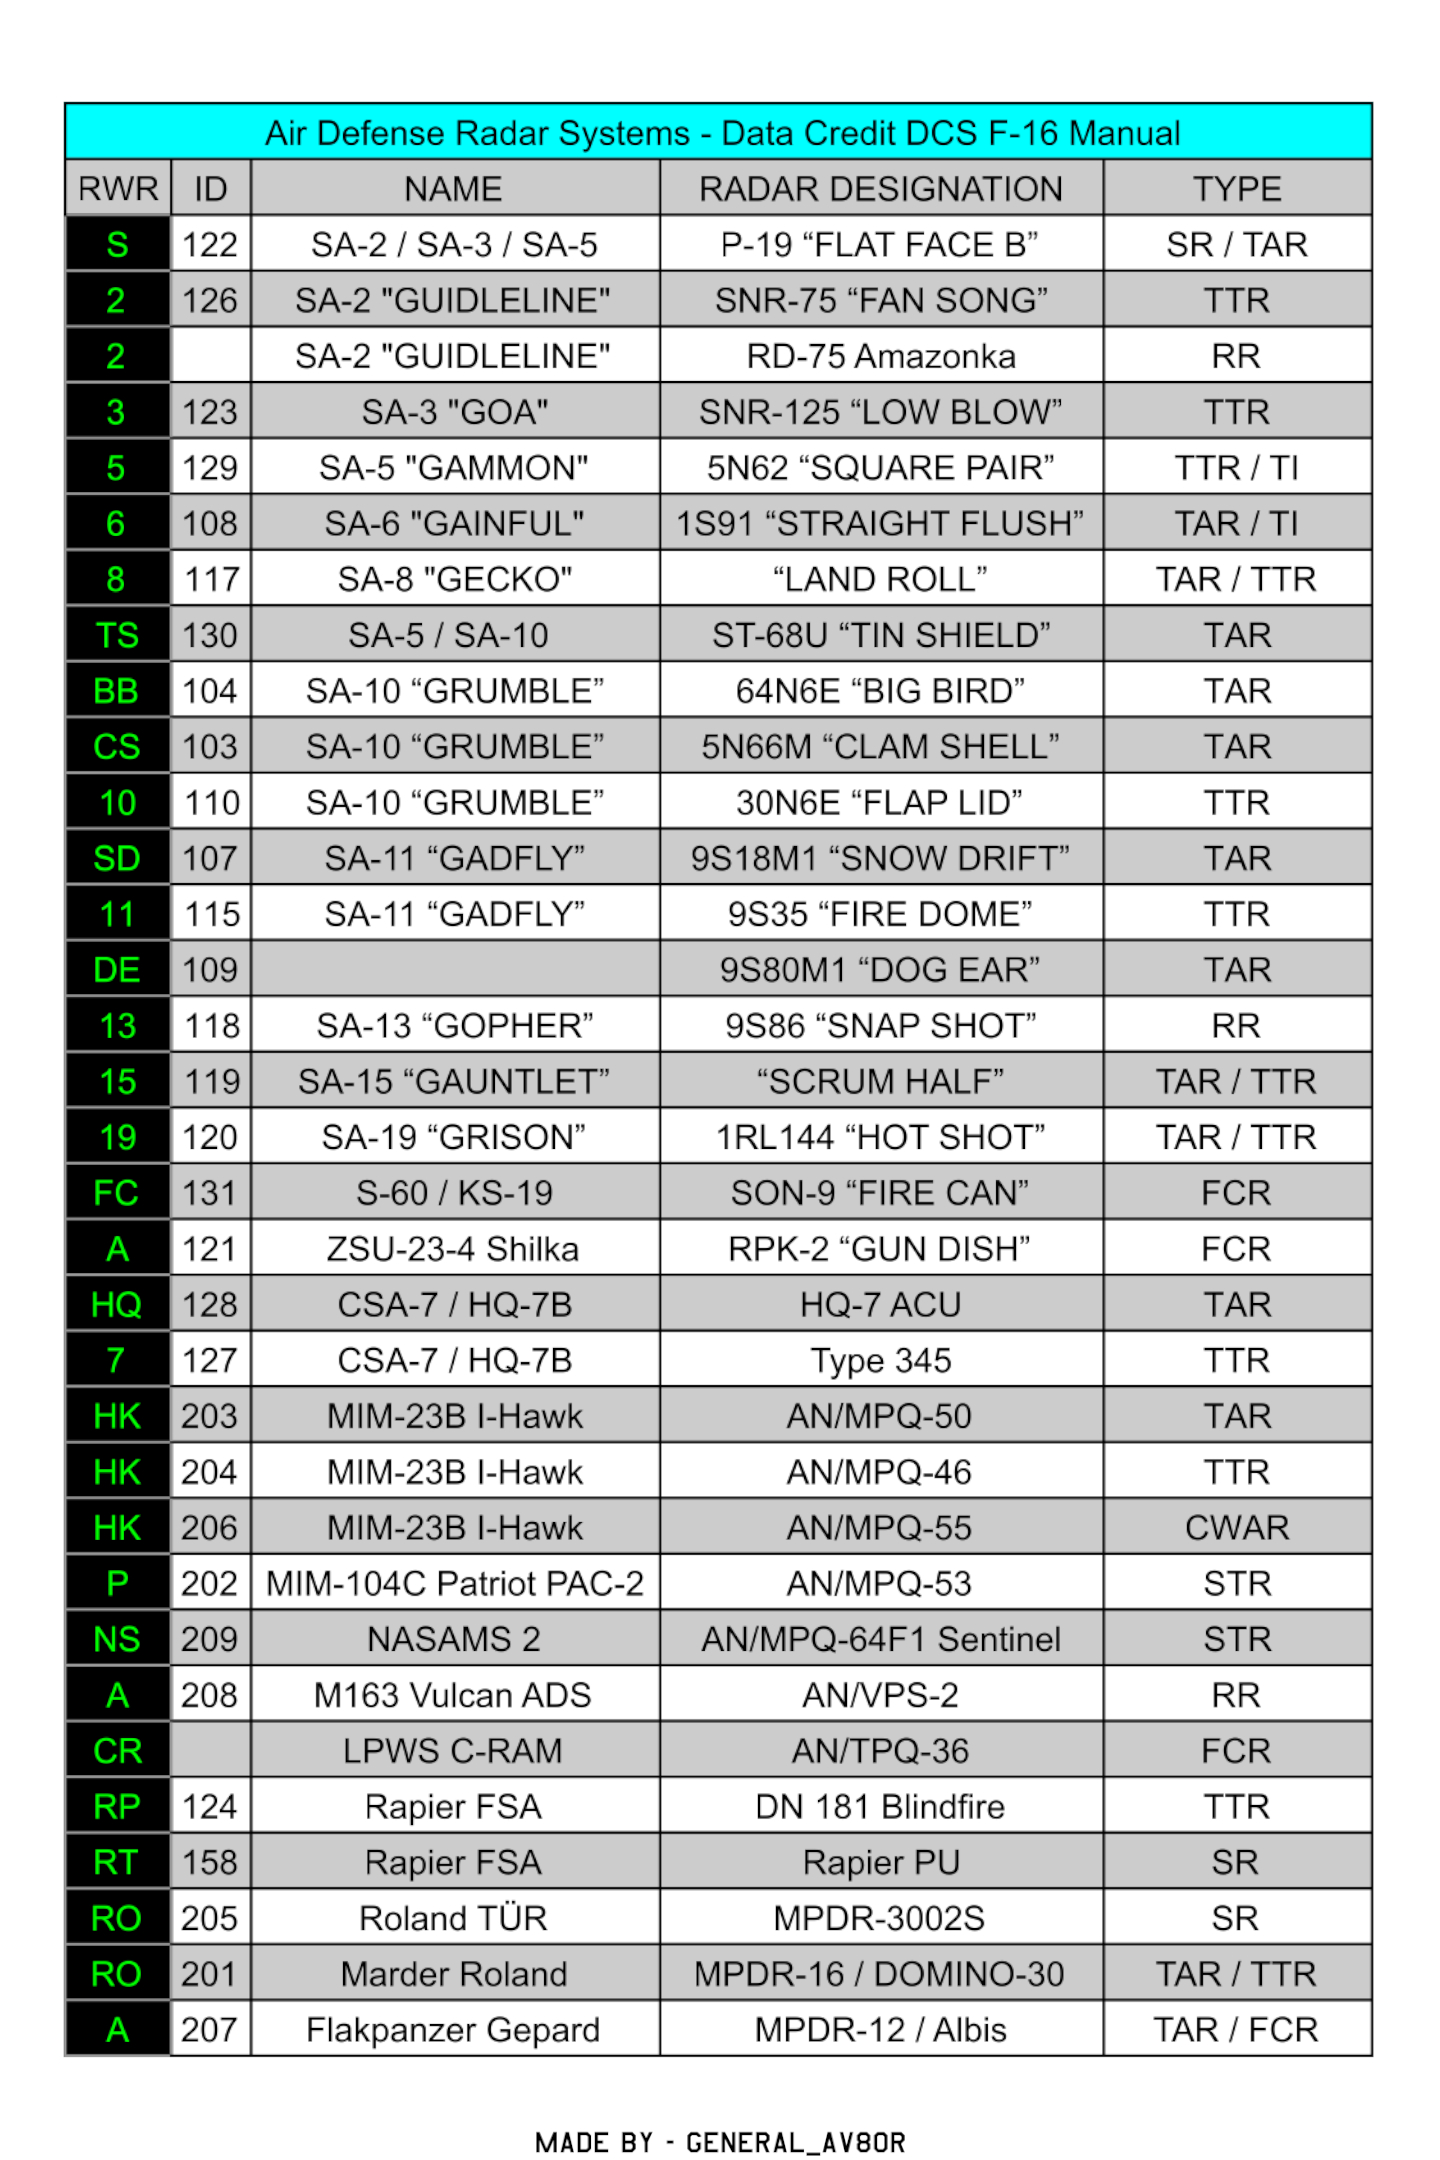 Air Defense Radar Systems - Data Credit DCS F-16 Manual
RWR ID NAME RADAR DESIGNATION TYPE
S 122 SA-2 / SA-3 / SA-5 P-19 “FLAT FACE B” SR / TAR
2 126 SA-2 "GUIDLELINE" SNR-75 “FAN SONG” TTR
2 SA-2 "GUIDLELINE" RD-75 Amazonka RR
3 123 SA-3 "GOA" SNR-125 “LOW BLOW” TTR
5 129 SA-5 "GAMMON" 5N62 “SQUARE PAIR” TTR / TI
6 108 SA-6 "GAINFUL" 1S91 “STRAIGHT FLUSH” TAR / TI
8 117 SA-8 "GECKO" “LAND ROLL” TAR / TTR
TS 130 SA-5 / SA-10 ST-68U “TIN SHIELD” TAR
BB 104 SA-10 “GRUMBLE” 64N6E “BIG BIRD” TAR
CS 103 SA-10 “GRUMBLE” 5N66M “CLAM SHELL” TAR
10 110 SA-10 “GRUMBLE” 30N6E “FLAP LID” TTR
SD 107 SA-11 “GADFLY” 9S18M1 “SNOW DRIFT” TAR
11 115 SA-11 “GADFLY” 9S35 “FIRE DOME” TTR
DE 109 9S80M1 “DOG EAR” TAR
13 118 SA-13 “GOPHER” 9S86 “SNAP SHOT” RR
15 119 SA-15 “GAUNTLET” “SCRUM HALF” TAR / TTR
19 120 SA-19 “GRISON” 1RL144 “HOT SHOT” TAR / TTR
FC 131 S-60 / KS-19 SON-9 “FIRE CAN” FCR
A 121 ZSU-23-4 Shilka RPK-2 “GUN DISH” FCR
HQ 128 CSA-7 / HQ-7B HQ-7 ACU TAR
7 127 CSA-7 / HQ-7B Type 345 TTR
HK 203 MIM-23B I-Hawk AN/MPQ-50 TAR
HK 204 MIM-23B I-Hawk AN/MPQ-46 TTR
HK 206 MIM-23B I-Hawk AN/MPQ-55 CWAR
P 202 MIM-104C Patriot PAC-2 AN/MPQ-53 STR
NS 209 NASAMS 2 AN/MPQ-64F1 Sentinel STR
A 208 M163 Vulcan ADS AN/VPS-2 RR
CR LPWS C-RAM AN/TPQ-36 FCR
RP 124 Rapier FSA DN 181 Blindfire TTR
RT 158 Rapier FSA Rapier PU SR
RO 205 Roland TÜR MPDR-3002S SR
RO 201 Marder Roland MPDR-16 / DOMINO-30 TAR / TTR
A 207 Flakpanzer Gepard MPDR-12 / Albis TAR / FCR
MADE BY - GENERAL_AV8OR